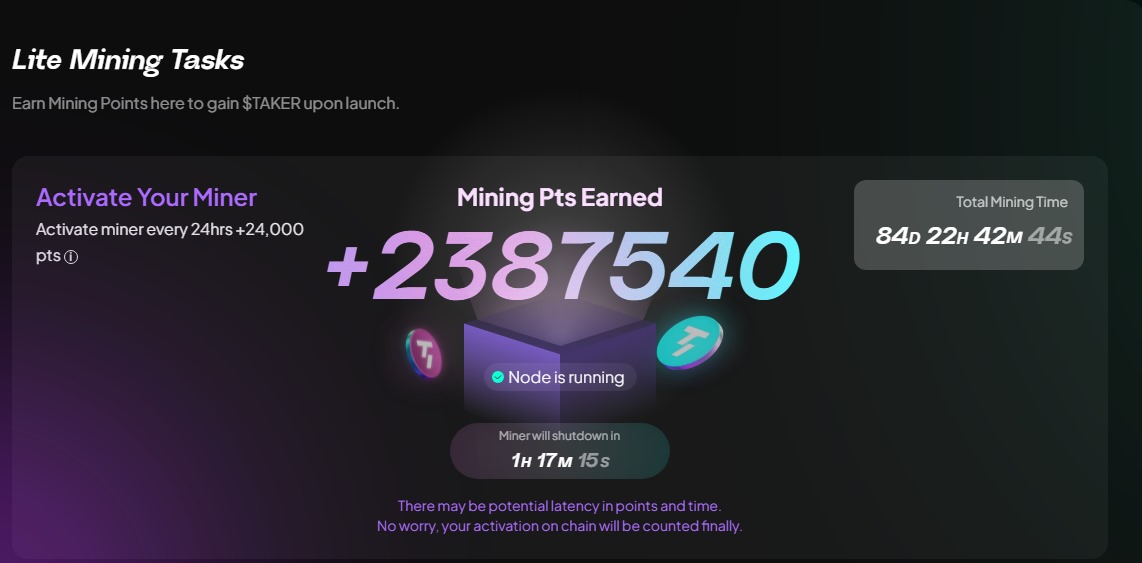 Lite Mining Tasks
Earn Mining Points here to gain $TAKER upon launch.
Activate Your Miner
Activate miner every 24hrs +24,000
pts
Mining Pts Earned
+2387540
Node is running
Miner will shutdown in
1H 17M 15S
There may be potential latency in points and time.
No worry, your activation on chain will be counted finally.
Total Mining Time
84D 22H 42M 44S